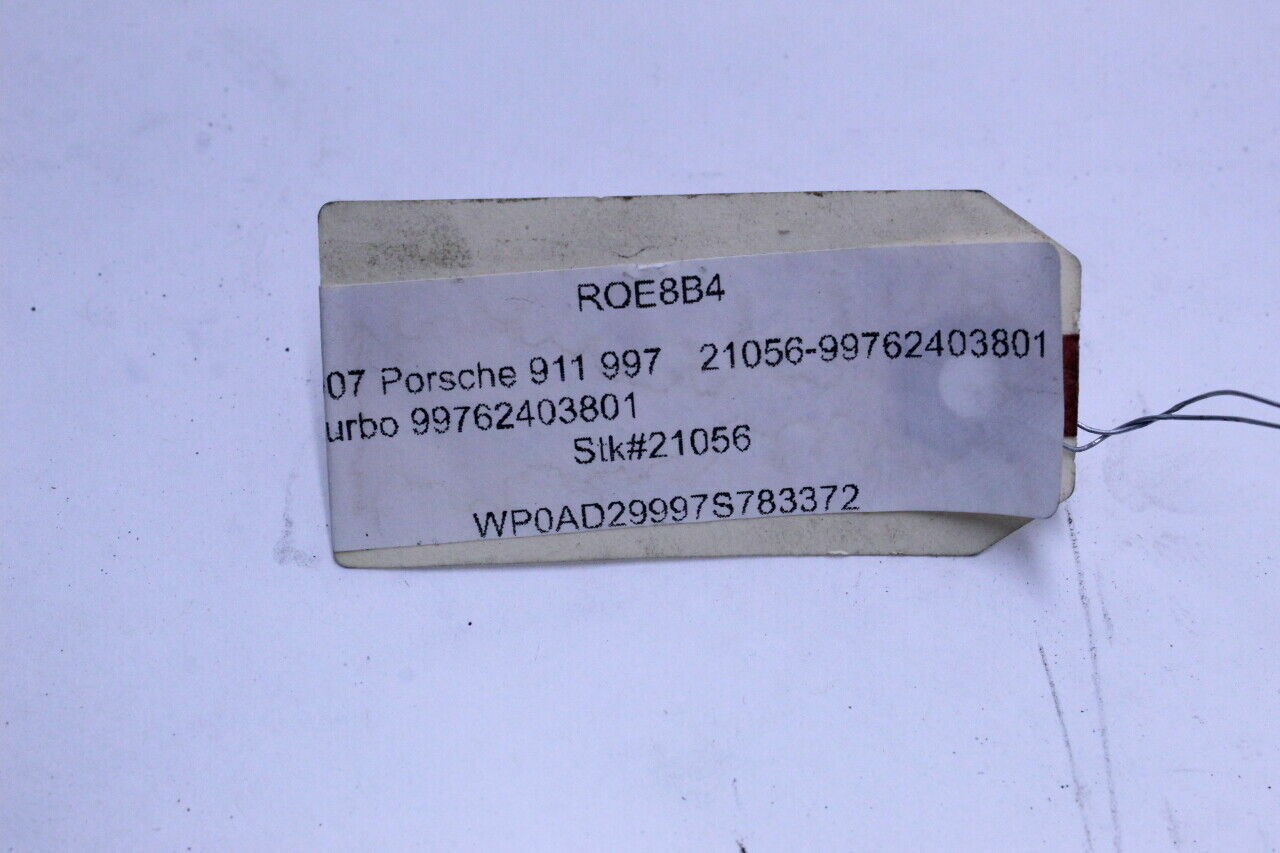 ROE8B4
07 Porsche 911 997 21056-99762403801
urbo 99762403801
Stk#21056
WP0AD29997S783372